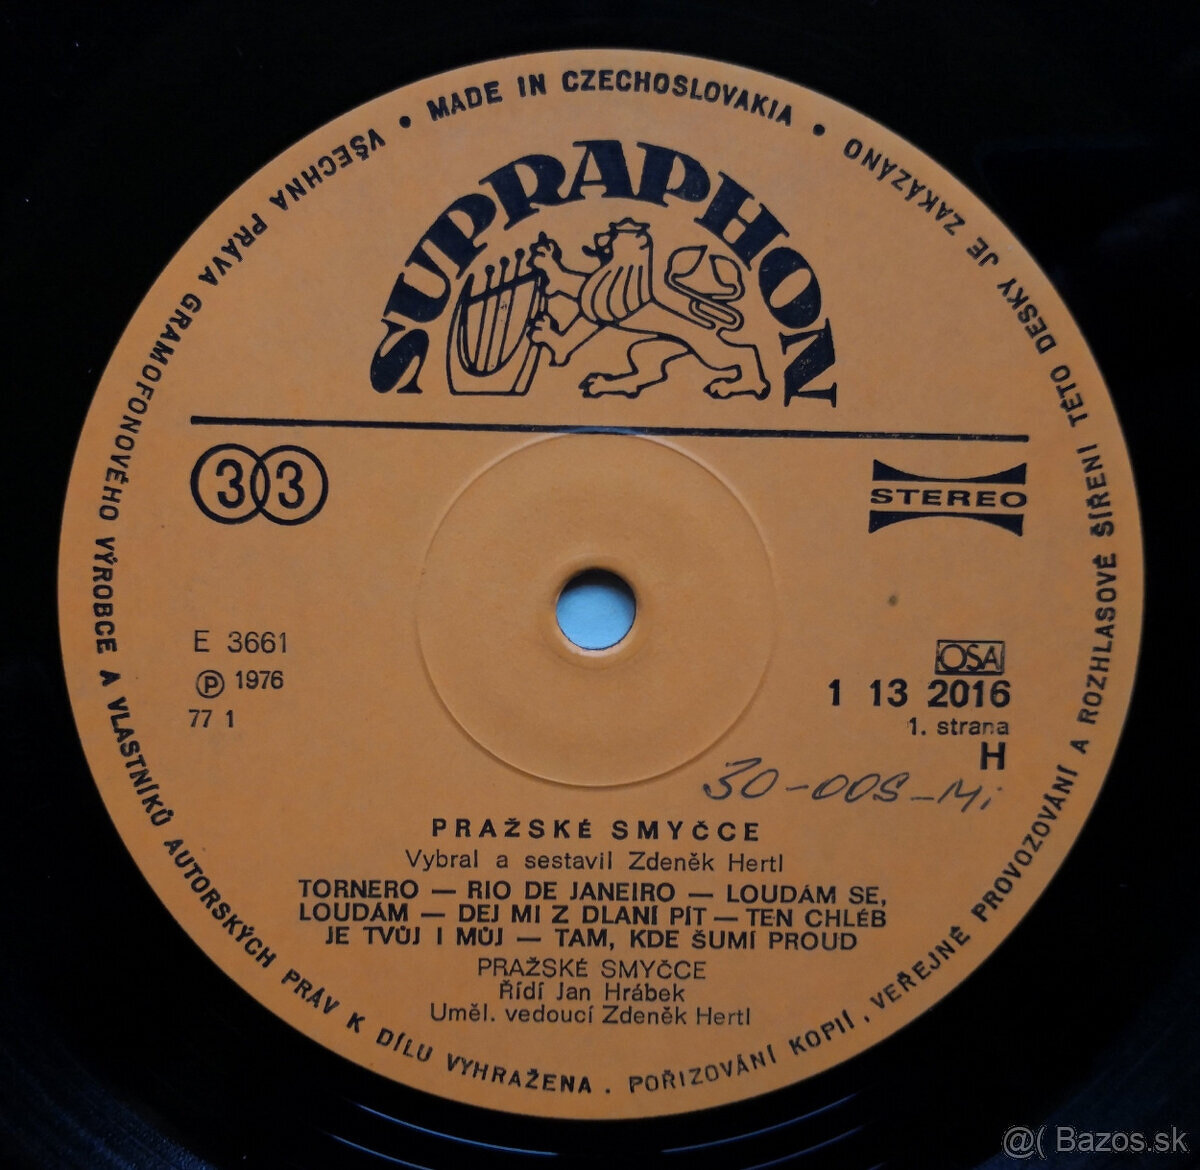 VŠECHNA PRÁVA GRAMOFONOVÉHO VÝROBCE A VLASTNÍKŮ AUTORSKÝCH PRÁV K DÍLU VYHRAŽENA . POŘIZOVÁNÍ KOPIÍ , VEŘEJNÉ PROVOZOVÁNÍ A ROZHLASOVÉ ŠÍŘENÍ TÉTO DESKY JE ZAKÁZÁNO
• MADE IN CZECHOSLOVAKIA •
SUPRAPHON
33
STEREO
E 3661
Ⓟ 1976
77 1
OSA
1 13 2016
1. strana
H
30-00S-Mi
PRAŽSKÉ SMYČCE
Vybral a sestavil Zdeněk Hertl
TORNERO — RIO DE JANEIRO — LOUDÁM SE,
LOUDÁM — DEJ MI Z DLANÍ PÍT — TEN CHLÉB
JE TVŮJ I MŮJ — TAM, KDE ŠUMÍ PROUD
PRAŽSKÉ SMYČCE
Řídí Jan Hrábek
Uměl. vedoucí Zdeněk Hertl
@( Bazos.sk